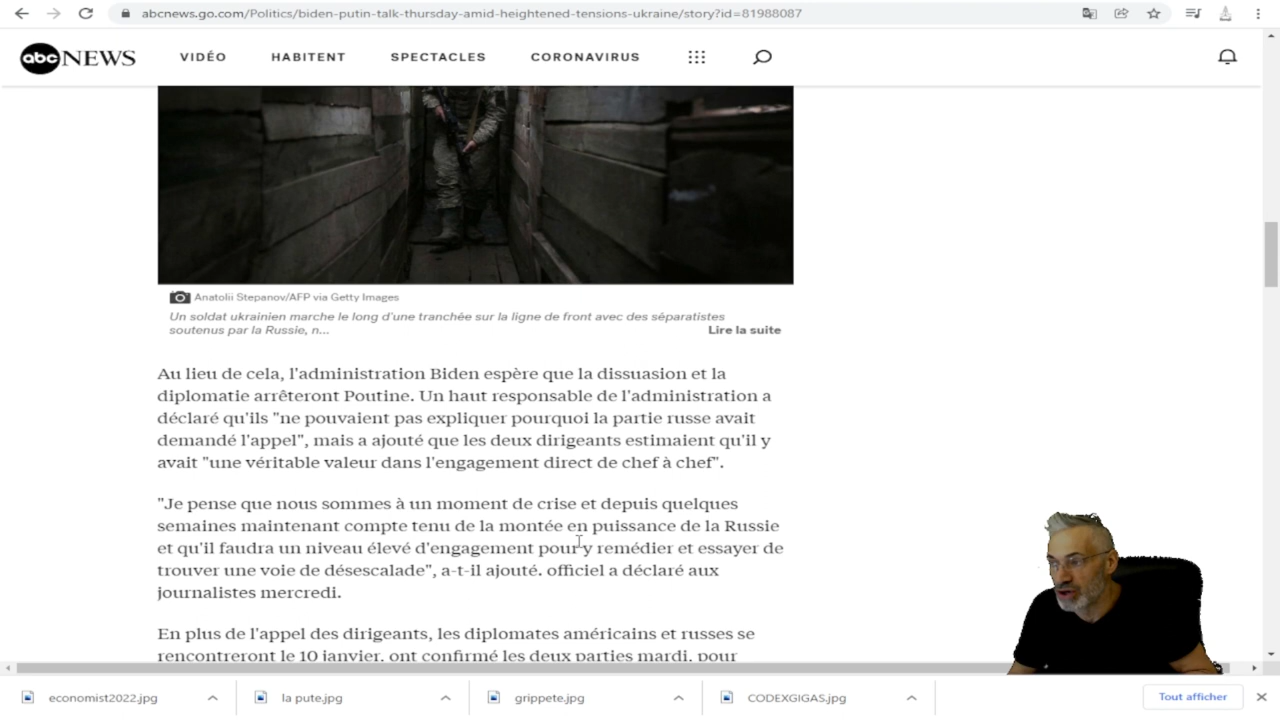 abcnews.go.com/Politics/biden-putin-talk-thursday-amid-heightened-tensions-ukraine/story?id=81988087
abc NEWS
VIDÉO
HABITENT
SPECTACLES
CORONAVIRUS
Anatolii Stepanov/AFP via Getty Images
Un soldat ukrainien marche le long d'une tranchée sur la ligne de front avec des séparatistes
soutenus par la Russie, n...
Lire la suite
Au lieu de cela, l'administration Biden espère que la dissuasion et la
diplomatie arrêteront Poutine. Un haut responsable de l'administration a
déclaré qu'ils "ne pouvaient pas expliquer pourquoi la partie russe avait
demandé l'appel", mais a ajouté que les deux dirigeants estimaient qu'il y
avait "une véritable valeur dans l'engagement direct de chef à chef".
"Je pense que nous sommes à un moment de crise et depuis quelques
semaines maintenant compte tenu de la montée en puissance de la Russie
et qu'il faudra un niveau élevé d'engagement pour y remédier et essayer de
trouver une voie de désescalade", a-t-il ajouté. officiel a déclaré aux
journalistes mercredi.
En plus de l'appel des dirigeants, les diplomates américains et russes se
rencontreront le 10 janvier, ont confirmé les deux parties mardi, pour
economist2022.jpg
la pute.jpg
grippete.jpg
CODEXGIGAS.jpg
Tout afficher